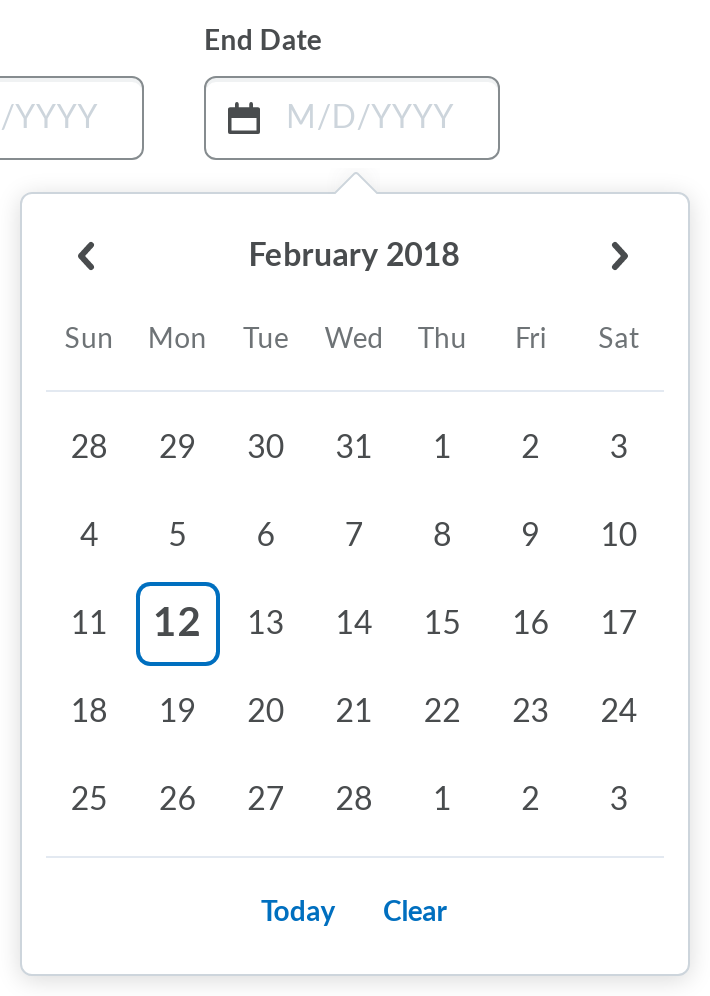 End Date
/YYYY M/D/YYYY
February 2018
Sun Mon Tue Wed Thu Fri Sat
28 29 30 31 1 2 3
4 5 6 7 8 9 10
11 12 13 14 15 16 17
18 19 20 21 22 23 24
25 26 27 28 1 2 3
Today Clear